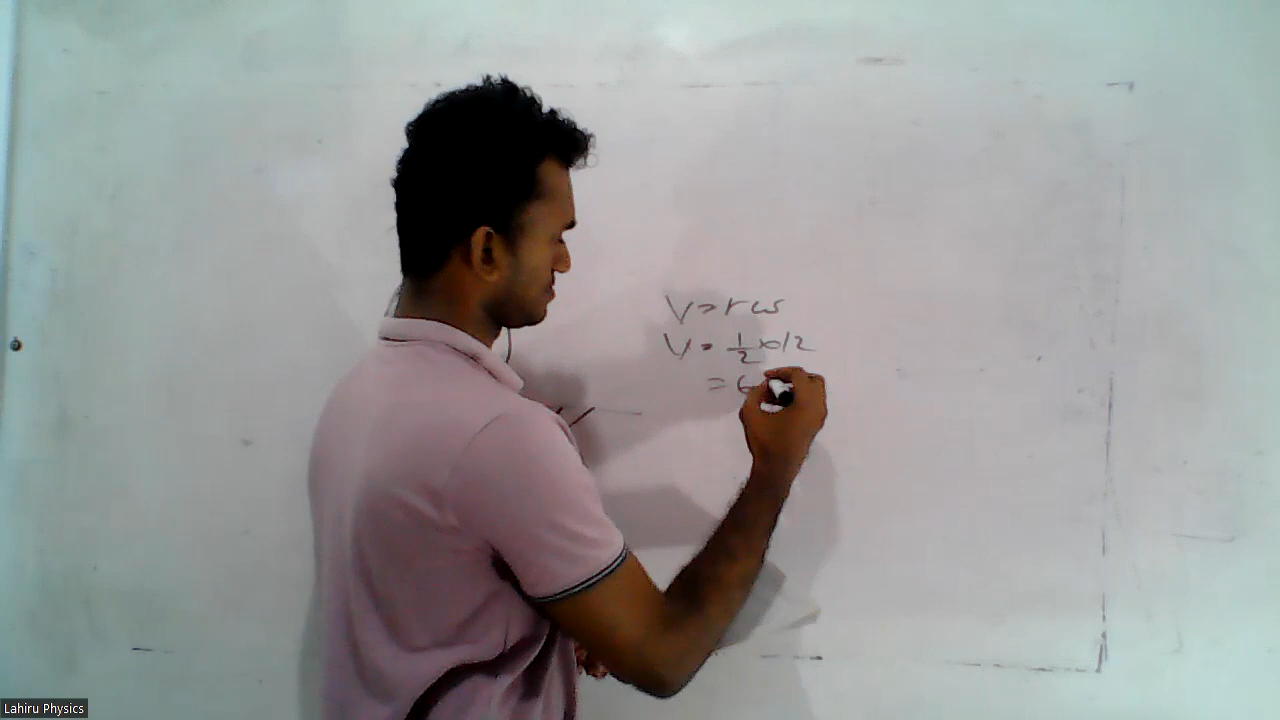 V = rω
V = 1/2 × 12
= 6
Lahiru Physics